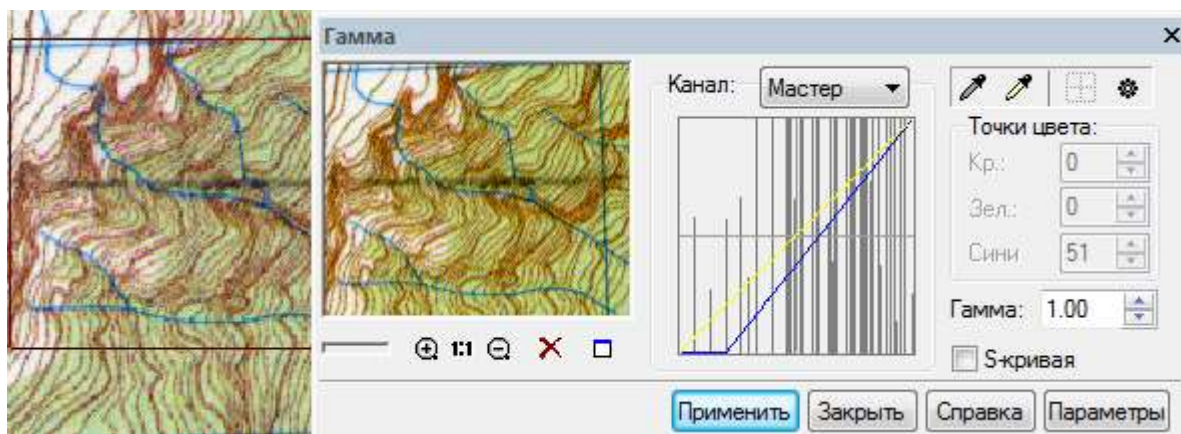 Гамма
Канал: Мастер
Точки цвета:
Кр.: 0
Зел.: 0
Сини 51
Гамма: 1.00
S-кривая
1:1
Применить Закрыть Справка Параметры